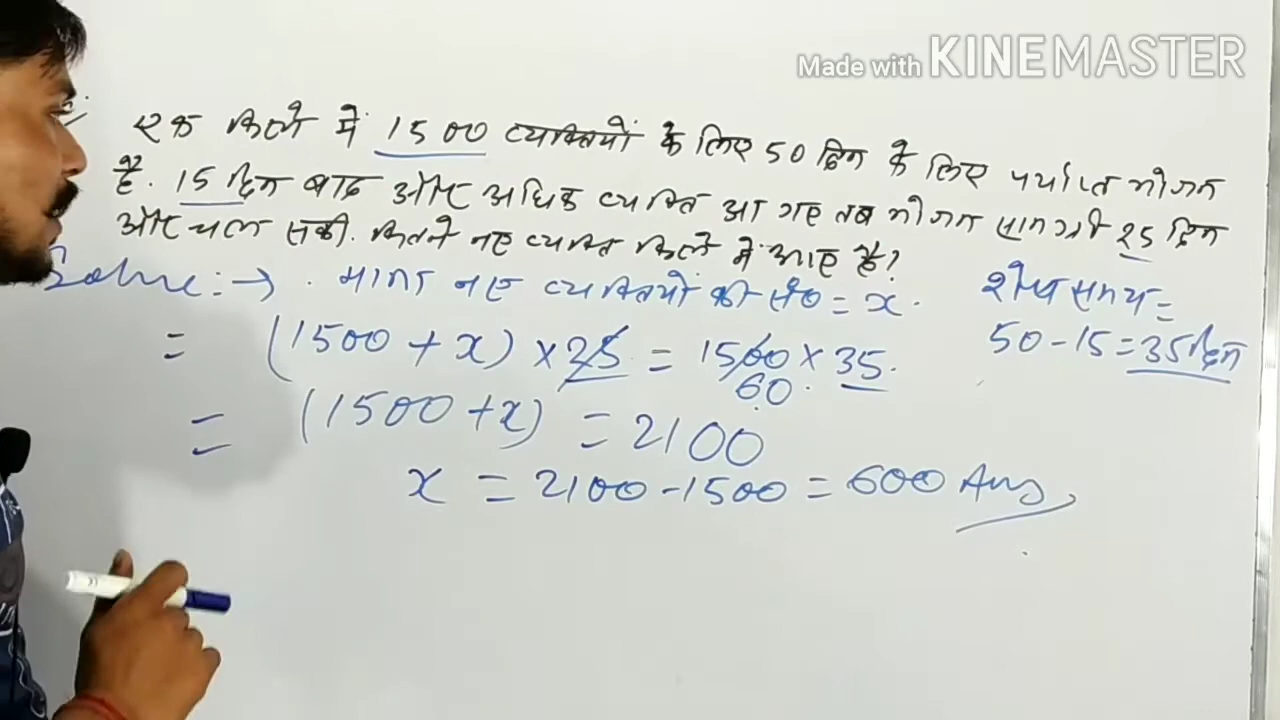 Made with KINEMASTER
एक किले में 1500 व्यक्तियों के लिए 50 दिन के लिए पर्याप्त भोजन
है. 15 दिन बाद और अधिक व्यक्ति आ गए तब भोजन सामग्री 25 दिन
और चल सकी. कितने नए व्यक्ति किले में आए है?
Solve :→ . माना नए व्यक्तियों की सं० = x.
शेष समय =
50 - 15 = 35 दिन
= (1500 + x) × 25 = 1500 × 35.
60.
= (1500 + x) = 2100
x = 2100 - 1500 = 600 Ans